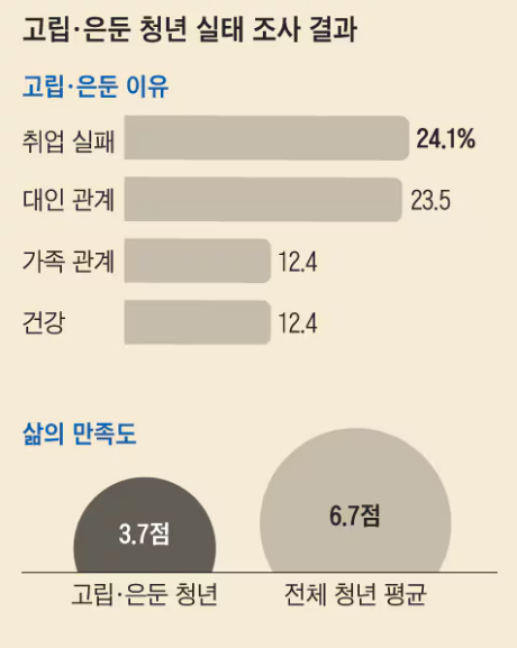 고립·은둔 청년 실태 조사 결과
고립·은둔 이유
취업 실패 24.1%
대인 관계 23.5
가족 관계 12.4
건강 12.4
삶의 만족도
3.7점 6.7점
고립·은둔 청년 전체 청년 평균